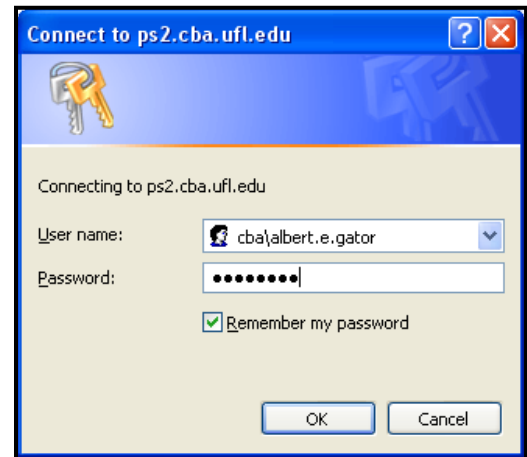 Connect to ps2.cba.ufl.edu
Connecting to ps2.cba.ufl.edu
User name: cba\albert.e.gator
Password: ●●●●●●●●
Remember my password
OK Cancel